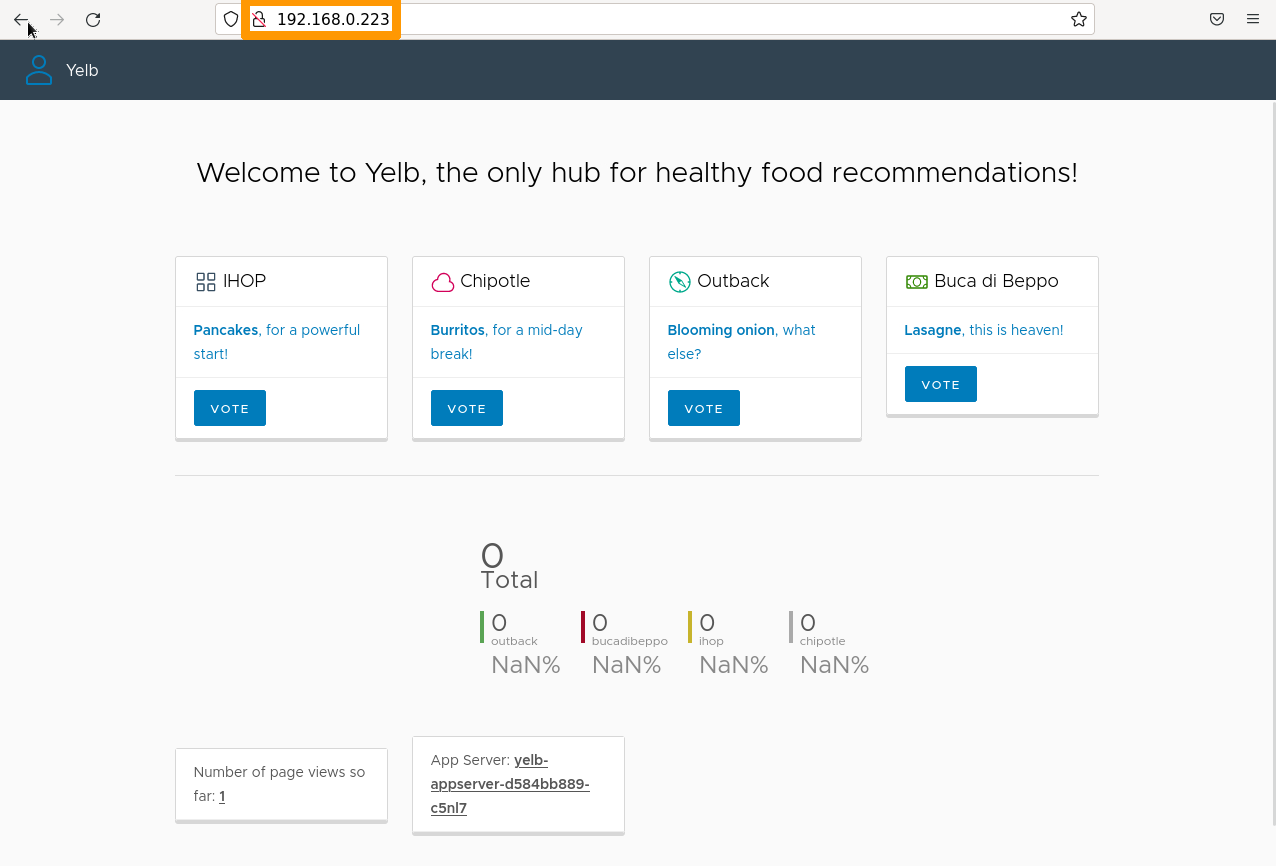 192.168.0.223
Yelb
Welcome to Yelb, the only hub for healthy food recommendations!
IHOP
Pancakes, for a powerful
start!
VOTE
Chipotle
Burritos, for a mid-day
break!
VOTE
Outback
Blooming onion, what
else?
VOTE
Buca di Beppo
Lasagne, this is heaven!
VOTE
0
Total
0
outback
NaN%
0
bucadibeppo
NaN%
0
ihop
NaN%
0
chipotle
NaN%
Number of page views so
far: 1
App Server: yelb-
appserver-d584bb889-
c5nl7